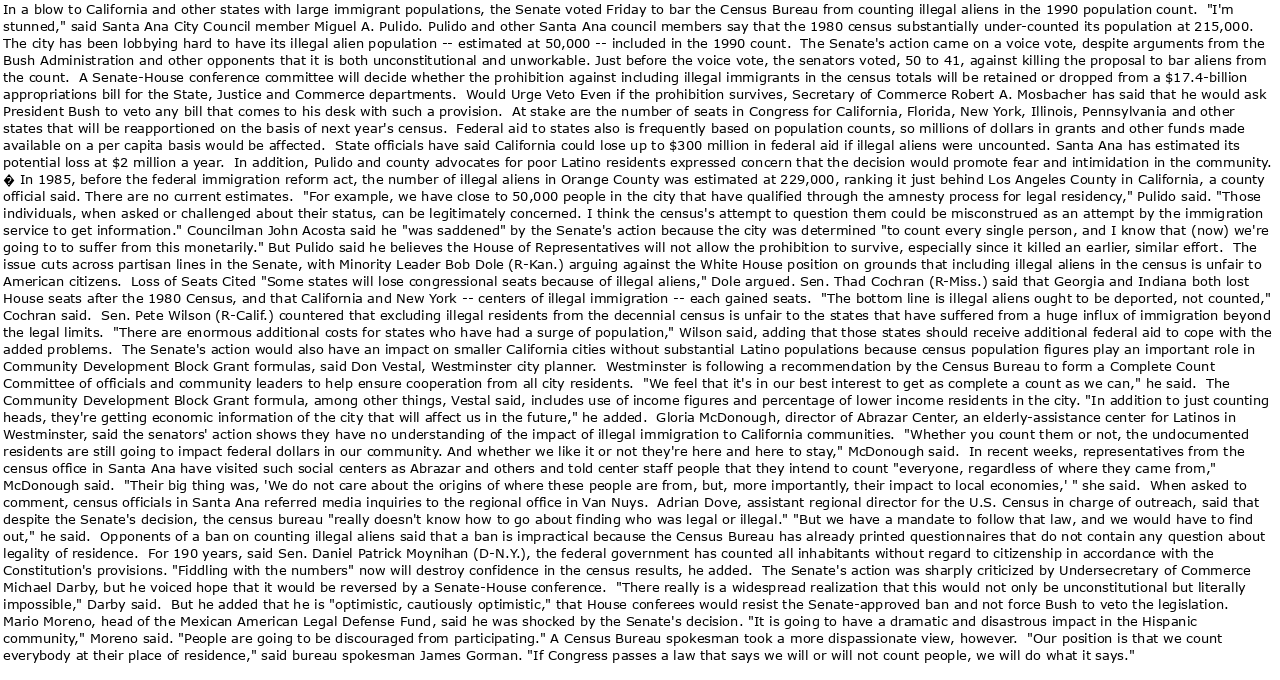 In a blow to California and other states with large immigrant populations, the Senate voted Friday to bar the Census Bureau from counting illegal aliens in the 1990 population count.  "I'm
stunned," said Santa Ana City Council member Miguel A. Pulido. Pulido and other Santa Ana council members say that the 1980 census substantially under-counted its population at 215,000.
The city has been lobbying hard to have its illegal alien population -- estimated at 50,000 -- included in the 1990 count.  The Senate's action came on a voice vote, despite arguments from the
Bush Administration and other opponents that it is both unconstitutional and unworkable. Just before the voice vote, the senators voted, 50 to 41, against killing the proposal to bar aliens from
the count.  A Senate-House conference committee will decide whether the prohibition against including illegal immigrants in the census totals will be retained or dropped from a $17.4-billion
appropriations bill for the State, Justice and Commerce departments.  Would Urge Veto Even if the prohibition survives, Secretary of Commerce Robert A. Mosbacher has said that he would ask
President Bush to veto any bill that comes to his desk with such a provision.  At stake are the number of seats in Congress for California, Florida, New York, Illinois, Pennsylvania and other
states that will be reapportioned on the basis of next year's census.  Federal aid to states also is frequently based on population counts, so millions of dollars in grants and other funds made
available on a per capita basis would be affected.  State officials have said California could lose up to $300 million in federal aid if illegal aliens were uncounted. Santa Ana has estimated its
potential loss at $2 million a year.  In addition, Pulido and county advocates for poor Latino residents expressed concern that the decision would promote fear and intimidation in the community.
� In 1985, before the federal immigration reform act, the number of illegal aliens in Orange County was estimated at 229,000, ranking it just behind Los Angeles County in California, a county
official said. There are no current estimates.  "For example, we have close to 50,000 people in the city that have qualified through the amnesty process for legal residency," Pulido said. "Those
individuals, when asked or challenged about their status, can be legitimately concerned. I think the census's attempt to question them could be misconstrued as an attempt by the immigration
service to get information." Councilman John Acosta said he "was saddened" by the Senate's action because the city was determined "to count every single person, and I know that (now) we're
going to to suffer from this monetarily." But Pulido said he believes the House of Representatives will not allow the prohibition to survive, especially since it killed an earlier, similar effort.  The
issue cuts across partisan lines in the Senate, with Minority Leader Bob Dole (R-Kan.) arguing against the White House position on grounds that including illegal aliens in the census is unfair to
American citizens.  Loss of Seats Cited "Some states will lose congressional seats because of illegal aliens," Dole argued. Sen. Thad Cochran (R-Miss.) said that Georgia and Indiana both lost
House seats after the 1980 Census, and that California and New York -- centers of illegal immigration -- each gained seats.  "The bottom line is illegal aliens ought to be deported, not counted,"
Cochran said.  Sen. Pete Wilson (R-Calif.) countered that excluding illegal residents from the decennial census is unfair to the states that have suffered from a huge influx of immigration beyond
the legal limits.  "There are enormous additional costs for states who have had a surge of population," Wilson said, adding that those states should receive additional federal aid to cope with the
added problems.  The Senate's action would also have an impact on smaller California cities without substantial Latino populations because census population figures play an important role in
Community Development Block Grant formulas, said Don Vestal, Westminster city planner.  Westminster is following a recommendation by the Census Bureau to form a Complete Count
Committee of officials and community leaders to help ensure cooperation from all city residents.  "We feel that it's in our best interest to get as complete a count as we can," he said.  The
Community Development Block Grant formula, among other things, Vestal said, includes use of income figures and percentage of lower income residents in the city. "In addition to just counting
heads, they're getting economic information of the city that will affect us in the future," he added.  Gloria McDonough, director of Abrazar Center, an elderly-assistance center for Latinos in
Westminster, said the senators' action shows they have no understanding of the impact of illegal immigration to California communities.  "Whether you count them or not, the undocumented
residents are still going to impact federal dollars in our community. And whether we like it or not they're here and here to stay," McDonough said.  In recent weeks, representatives from the
census office in Santa Ana have visited such social centers as Abrazar and others and told center staff people that they intend to count "everyone, regardless of where they came from,"
McDonough said.  "Their big thing was, 'We do not care about the origins of where these people are from, but, more importantly, their impact to local economies,' " she said.  When asked to
comment, census officials in Santa Ana referred media inquiries to the regional office in Van Nuys.  Adrian Dove, assistant regional director for the U.S. Census in charge of outreach, said that
despite the Senate's decision, the census bureau "really doesn't know how to go about finding who was legal or illegal." "But we have a mandate to follow that law, and we would have to find
out," he said.  Opponents of a ban on counting illegal aliens said that a ban is impractical because the Census Bureau has already printed questionnaires that do not contain any question about
legality of residence.  For 190 years, said Sen. Daniel Patrick Moynihan (D-N.Y.), the federal government has counted all inhabitants without regard to citizenship in accordance with the
Constitution's provisions. "Fiddling with the numbers" now will destroy confidence in the census results, he added.  The Senate's action was sharply criticized by Undersecretary of Commerce
Michael Darby, but he voiced hope that it would be reversed by a Senate-House conference.  "There really is a widespread realization that this would not only be unconstitutional but literally
impossible," Darby said.  But he added that he is "optimistic, cautiously optimistic," that House conferees would resist the Senate-approved ban and not force Bush to veto the legislation.
Mario Moreno, head of the Mexican American Legal Defense Fund, said he was shocked by the Senate's decision. "It is going to have a dramatic and disastrous impact in the Hispanic
community," Moreno said. "People are going to be discouraged from participating." A Census Bureau spokesman took a more dispassionate view, however.  "Our position is that we count
everybody at their place of residence," said bureau spokesman James Gorman. "If Congress passes a law that says we will or will not count people, we will do what it says."